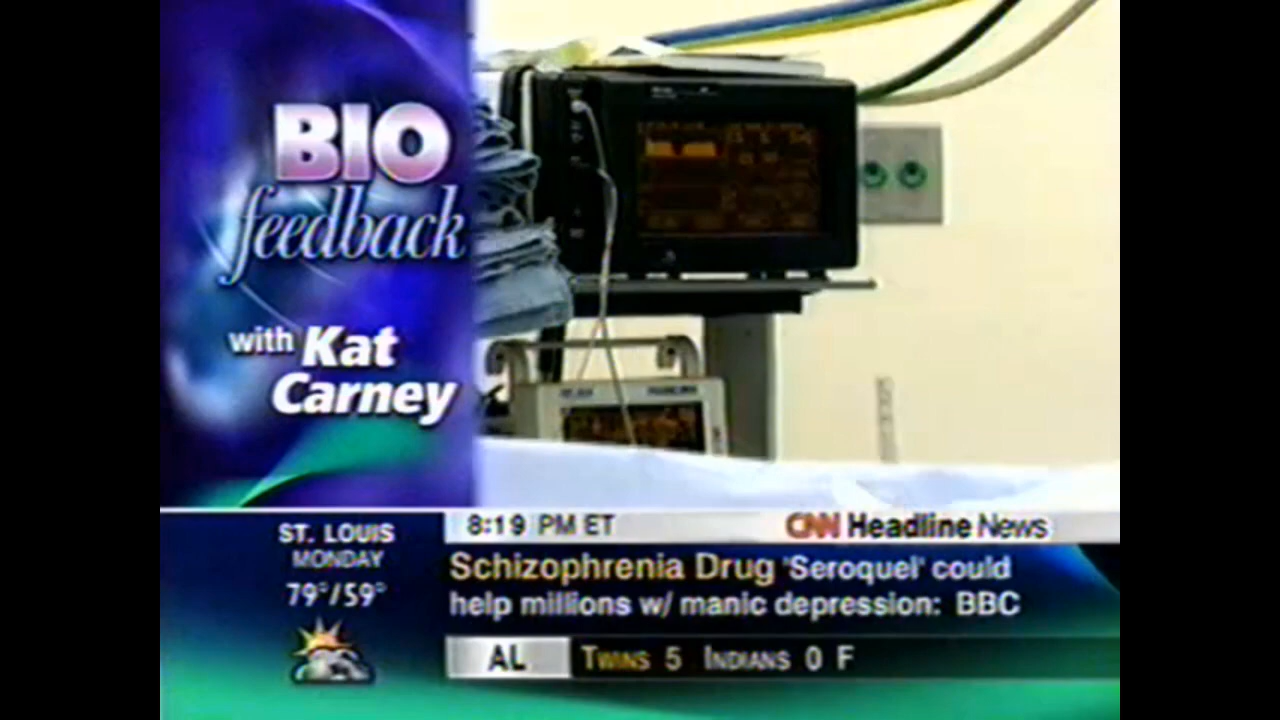 BIO
feedback
with Kat
Carney
ST. LOUIS
MONDAY
79°/59°
8:19 PM ET
CNN Headline News
Schizophrenia Drug 'Seroquel' could
help millions w/ manic depression: BBC
AL
TWINS 5 INDIANS 0 F